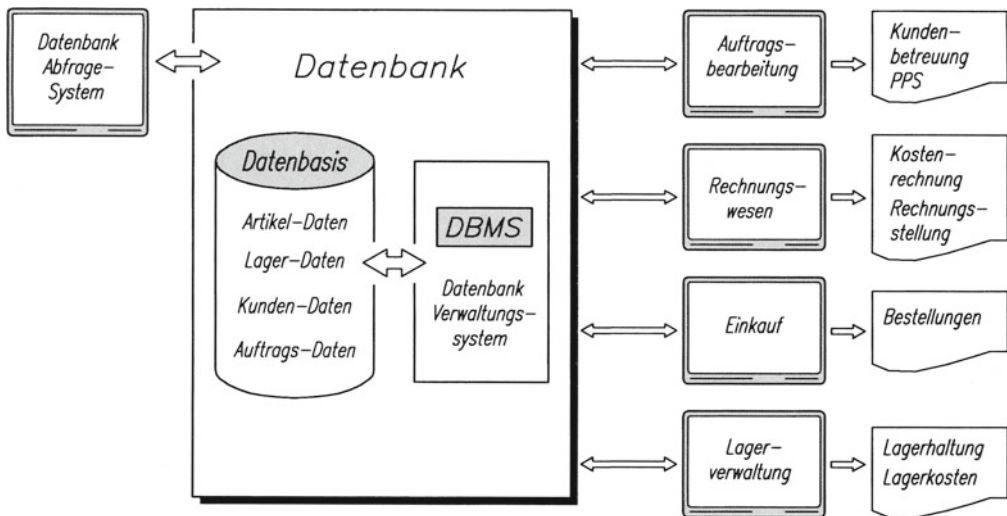 Datenbank
Abfrage-
System
Datenbank
Datenbasis
Artikel-Daten
Lager-Daten
Kunden-Daten
Auftrags-Daten
DBMS
Datenbank
Verwaltungs-
system
Auftrags-
bearbeitung
Kunden-
betreuung
PPS
Rechnungs-
wesen
Kosten-
rechnung
Rechnungs-
stellung
Einkauf
Bestellungen
Lager-
verwaltung
Lagerhaltung
Lagerkosten